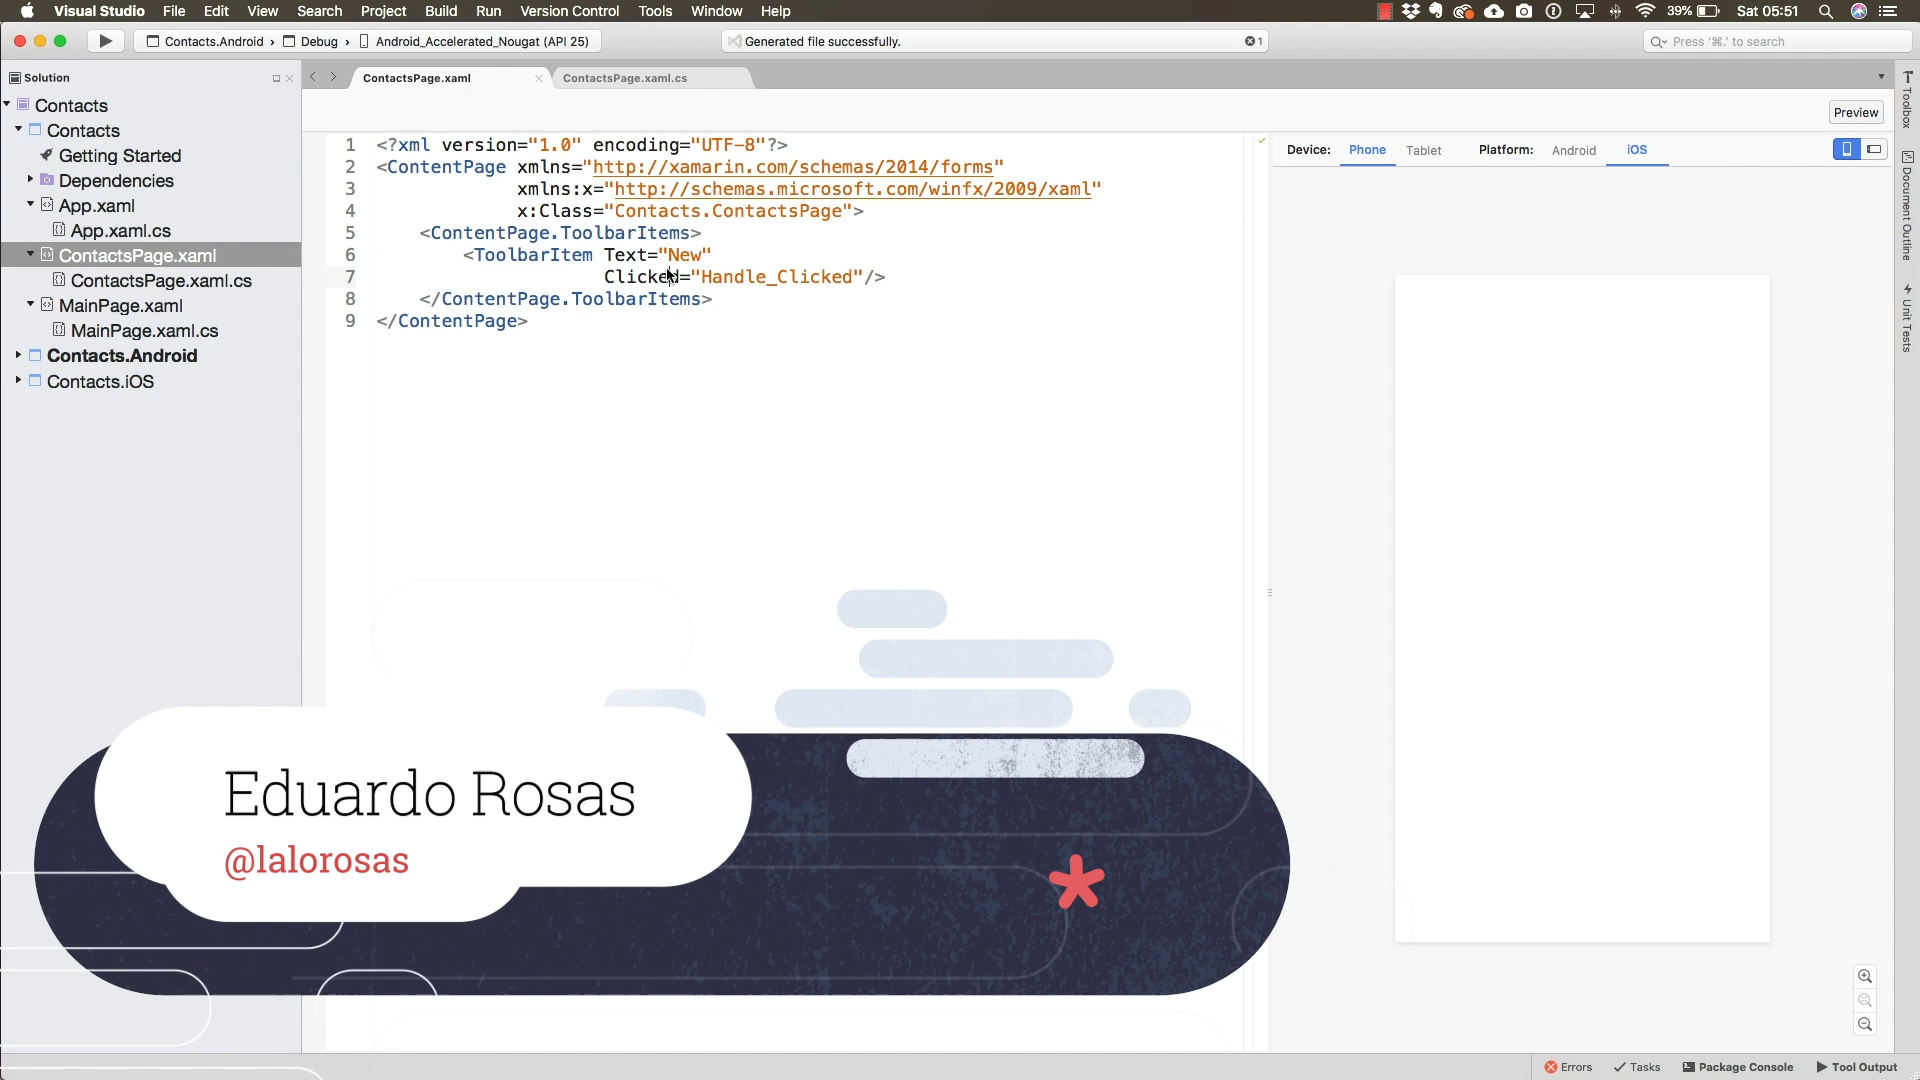 Visual Studio File Edit View Search Project Build Run Version Control Tools Window Help 39% Sat 05:51
Contacts.Android › Debug › Android_Accelerated_Nougat (API 25) Generated file successfully. 1 Press '⌘.' to search
Solution
ContactsPage.xaml ContactsPage.xaml.cs
Contacts
Contacts
Getting Started
Dependencies
App.xaml
App.xaml.cs
ContactsPage.xaml
ContactsPage.xaml.cs
MainPage.xaml
MainPage.xaml.cs
Contacts.Android
Contacts.iOS
Preview
1 <?xml version="1.0" encoding="UTF-8"?>
2 <ContentPage xmlns="http://xamarin.com/schemas/2014/forms"
3 xmlns:x="http://schemas.microsoft.com/winfx/2009/xaml"
4 x:Class="Contacts.ContactsPage">
5 <ContentPage.ToolbarItems>
6 <ToolbarItem Text="New"
7 Clicked="Handle_Clicked"/>
8 </ContentPage.ToolbarItems>
9 </ContentPage>
Device: Phone Tablet Platform: Android iOS
Toolbox
Document Outline
Unit Tests
Eduardo Rosas
@lalorosas
Errors Tasks Package Console Tool Output